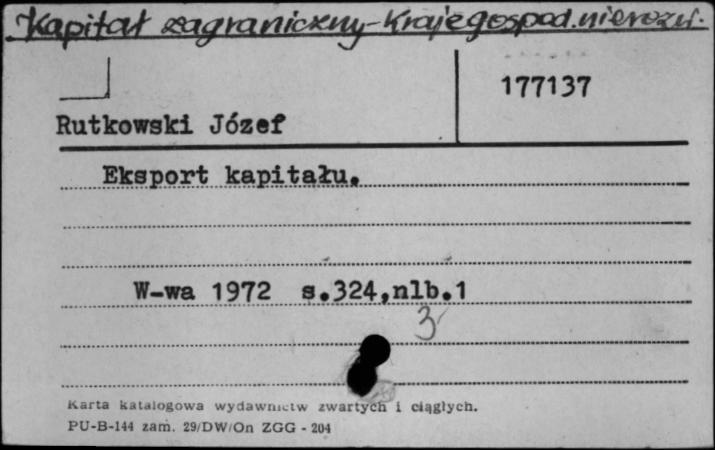 Kapitał zagraniczny - Kraje gospod. nierozw.
177137
Rutkowski Józef
Eksport kapitału.
W-wa 1972 s.324,nlb.1
3
Karta katalogowa wydawnictw zwartych i ciągłych.
PU-B-144 zam. 29/DW/On ZGG - 204